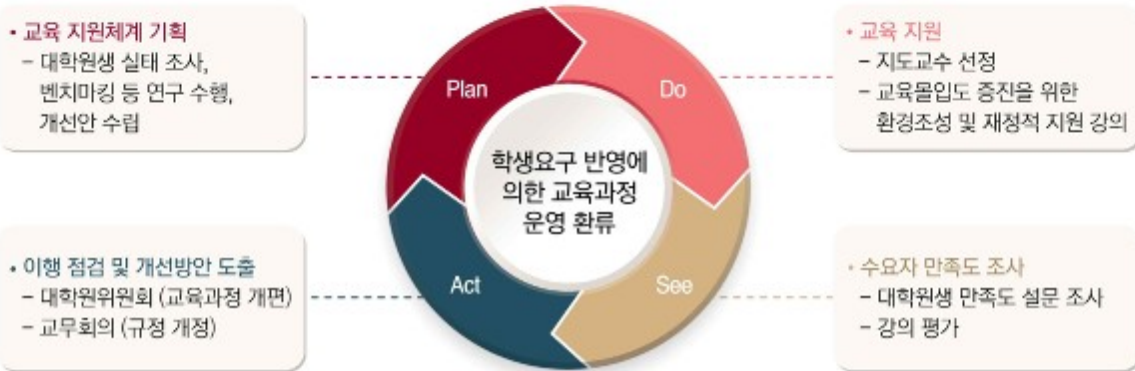 • 교육 지원체계 기획
– 대학원생 실태 조사,
벤치마킹 등 연구 수행,
개선안 수립
Plan
Do
• 교육 지원
– 지도교수 선정
– 교육몰입도 증진을 위한
환경조성 및 재정적 지원 강의
학생요구 반영에
의한 교육과정
운영 환류
• 이행 점검 및 개선방안 도출
– 대학원위원회 (교육과정 개편)
– 교무회의 (규정 개정)
Act
See
• 수요자 만족도 조사
– 대학원생 만족도 설문 조사
– 강의 평가